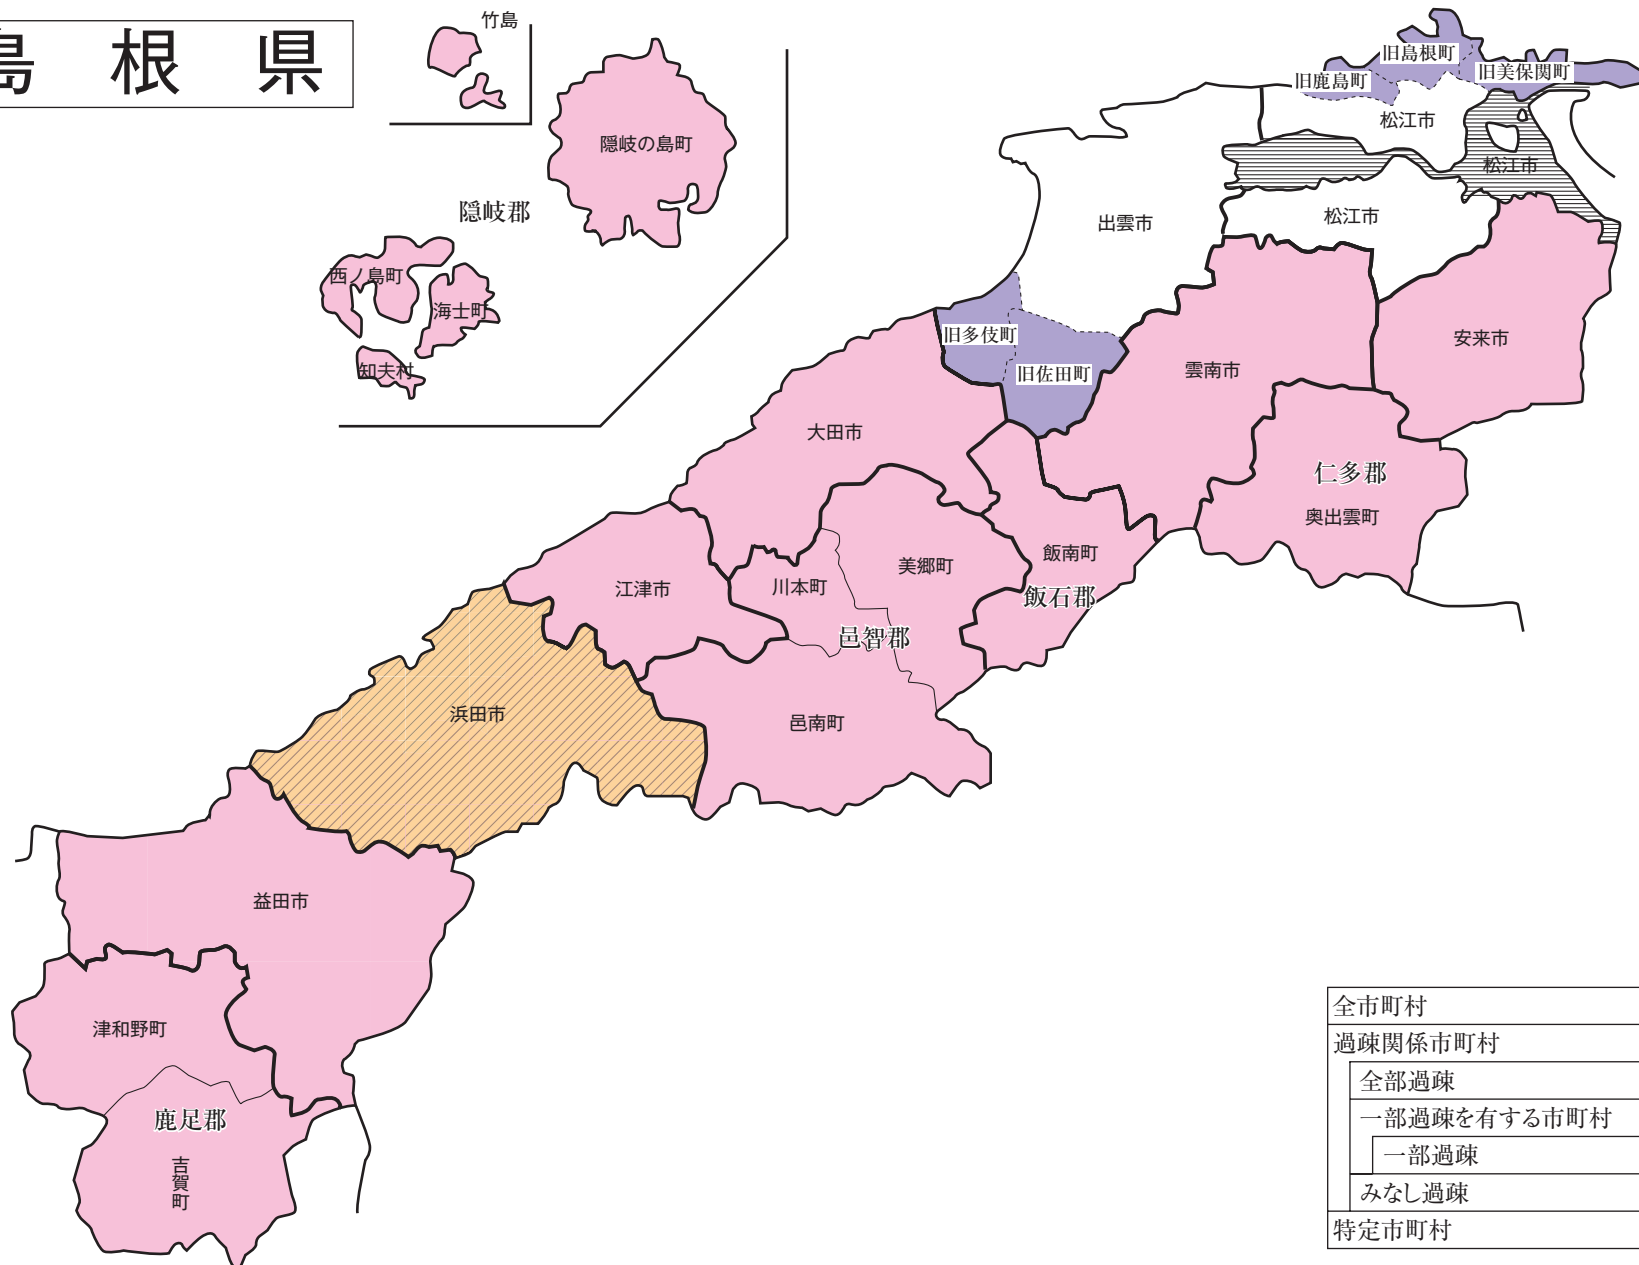 島 根 県
竹島
隠岐の島町
隠岐郡
西ノ島町
海士町
知夫村
旧島根町
旧鹿島町
旧美保関町
松江市
松江市
松江市
出雲市
安来市
旧多伎町
旧佐田町
雲南市
大田市
仁多郡
奥出雲町
飯南町
飯石郡
美郷町
川本町
江津市
邑智郡
邑南町
浜田市
益田市
津和野町
鹿足郡
吉賀町
全市町村
過疎関係市町村
全部過疎
一部過疎を有する市町村
一部過疎
みなし過疎
特定市町村